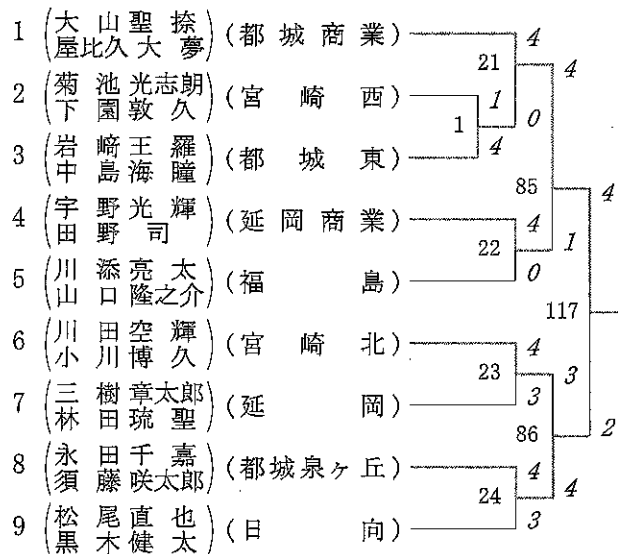 1 (大山聖捺 屋比久大夢) (都城商業) 4
21 4
2 (菊池光志朗 下園敦久) (宮崎西) 1 0
1
3 (岩﨑王羅 中島海瞳) (都城東) 4
85 4
4 (宇野光輝 田野司) (延岡商業) 4 1
22
5 (川添亮太 山口隆之介) (福島) 0
117
6 (川田空輝 小川博久) (宮崎北) 4
23 3
7 (三樹章太郎 林田琉聖) (延岡) 3
86 2
8 (永田千嘉 須藤咲太郎) (都城泉ヶ丘) 4
24 4
9 (松尾直也 黒木健太) (日向) 3